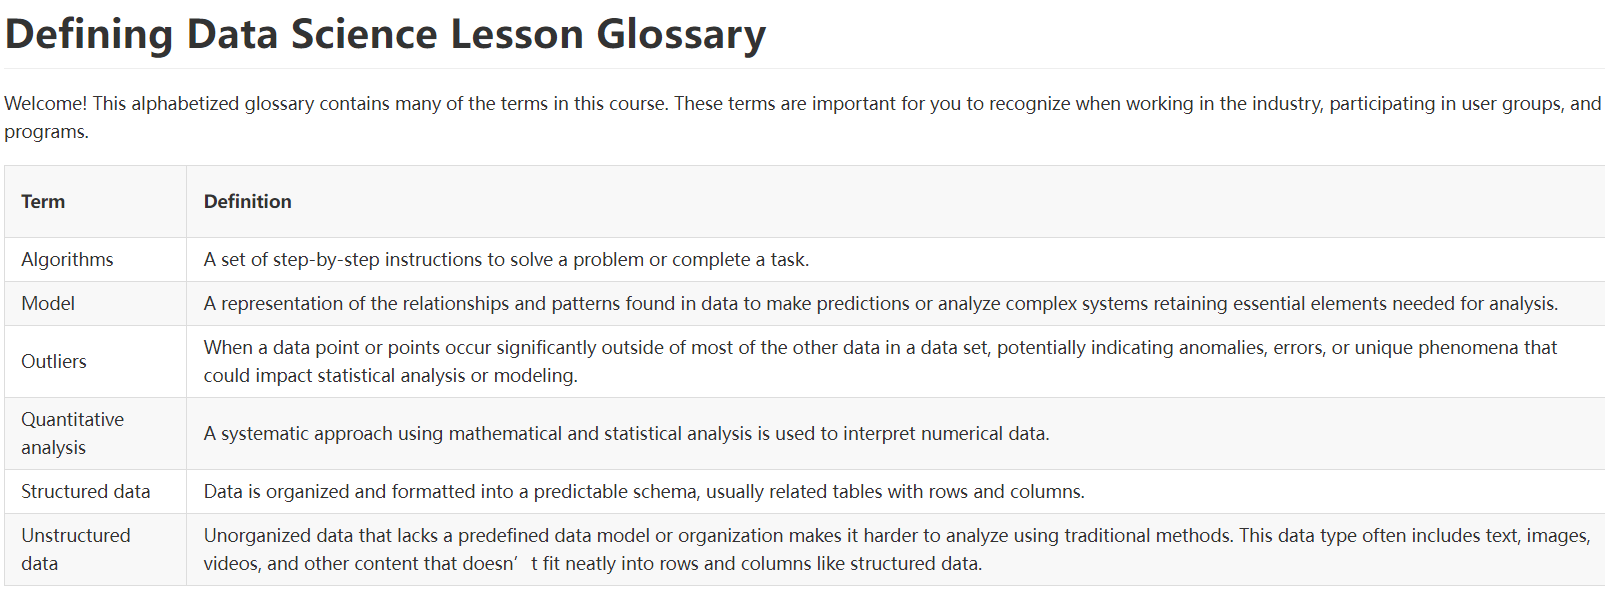 Defining Data Science Lesson Glossary
Welcome! This alphabetized glossary contains many of the terms in this course. These terms are important for you to recognize when working in the industry, participating in user groups, and
programs.
Term Definition
Algorithms A set of step-by-step instructions to solve a problem or complete a task.
Model A representation of the relationships and patterns found in data to make predictions or analyze complex systems retaining essential elements needed for analysis.
Outliers When a data point or points occur significantly outside of most of the other data in a data set, potentially indicating anomalies, errors, or unique phenomena that
could impact statistical analysis or modeling.
Quantitative
analysis A systematic approach using mathematical and statistical analysis is used to interpret numerical data.
Structured data Data is organized and formatted into a predictable schema, usually related tables with rows and columns.
Unstructured
data Unorganized data that lacks a predefined data model or organization makes it harder to analyze using traditional methods. This data type often includes text, images,
videos, and other content that doesn’t fit neatly into rows and columns like structured data.